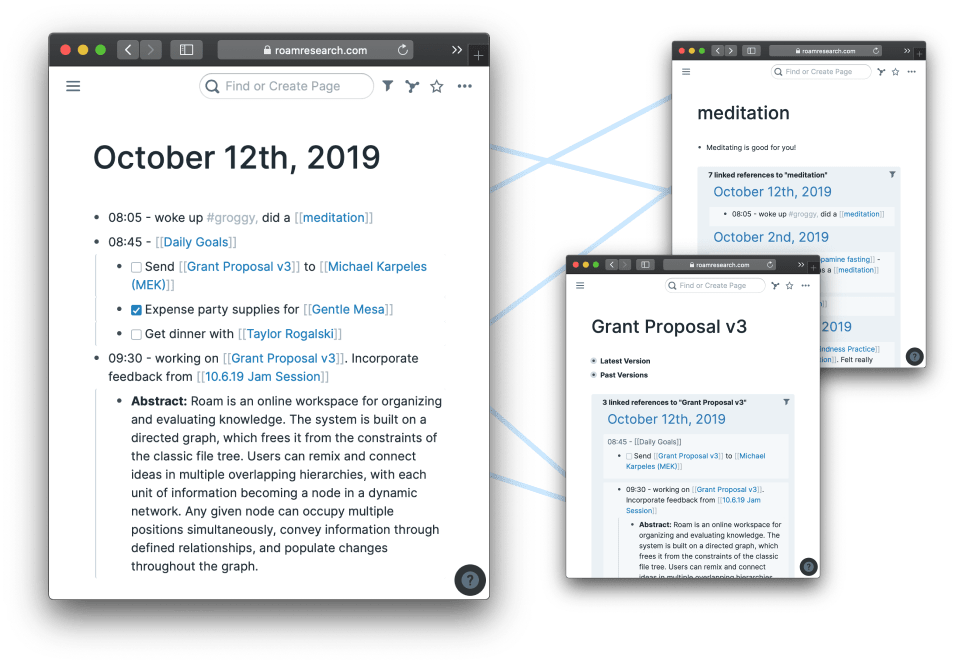 roamresearch.com
Find or Create Page
October 12th, 2019
08:05 - woke up #groggy, did a [[meditation]]
08:45 - [[Daily Goals]]
Send [[Grant Proposal v3]] to [[Michael Karpeles
(MEK)]]
Expense party supplies for [[Gentle Mesa]]
Get dinner with [[Taylor Rogalski]]
09:30 - working on [[Grant Proposal v3]]. Incorporate
feedback from [[10.6.19 Jam Session]]
Abstract: Roam is an online workspace for organizing
and evaluating knowledge. The system is built on a
directed graph, which frees it from the constraints of
the classic file tree. Users can remix and connect
ideas in multiple overlapping hierarchies, with each
unit of information becoming a node in a dynamic
network. Any given node can occupy multiple
positions simultaneously, convey information through
defined relationships, and populate changes
throughout the graph.
?
roamresearch.com
Find or Create Page
meditation
Meditating is good for you!
7 linked references to "meditation"
October 12th, 2019
08:05 - woke up #groggy, did a [[meditation]]
October 2nd, 2019
fasting]] -
a [[meditation]]
2019
Practice]]
. Felt really
?
roamresearch.com
Find or Create Page
Grant Proposal v3
Latest Version
Past Versions
3 linked references to "Grant Proposal v3"
October 12th, 2019
08:45 - [[Daily Goals]]
Send [[Grant Proposal v3]] to [[Michael
Karpeles (MEK)]]
09:30 - working on [[Grant Proposal v3]].
Incorporate feedback from [[10.6.19 Jam
Session]]
Abstract: Roam is an online workspace for
organizing and evaluating knowledge. The
system is built on a directed graph, which
frees it from the constraints of the classic
file tree. Users can remix and connect
ideas in multiple overlapping hierarchies,
?